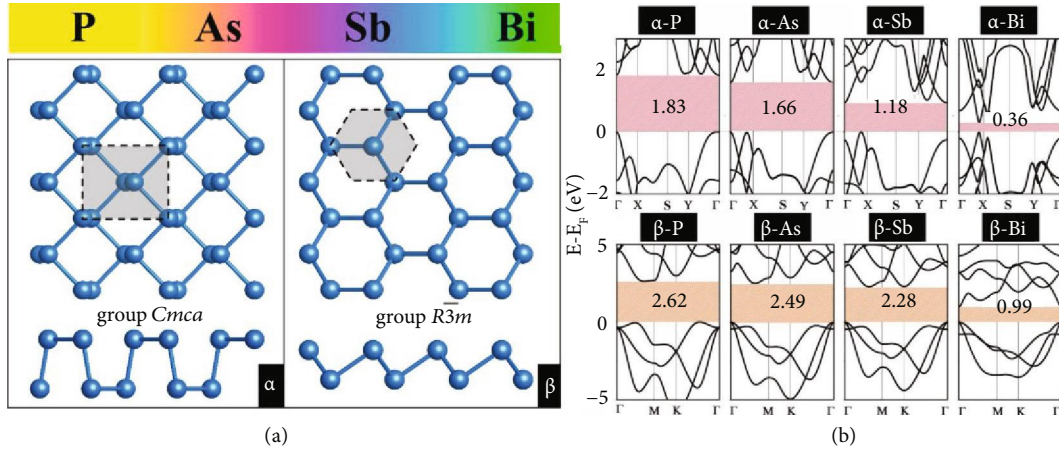 P As Sb Bi
group Cmca
α
group R3̅m
β
(a)
α-P α-As α-Sb α-Bi
2
0
−2
1.83 1.66 1.18 0.36
Γ X S Y Γ Γ X S Y Γ Γ X S Y Γ Γ X S Y Γ
E-E_F (eV)
β-P β-As β-Sb β-Bi
5
0
−5
2.62 2.49 2.28 0.99
Γ M K Γ Γ M K Γ Γ M K Γ Γ M K Γ
(b)